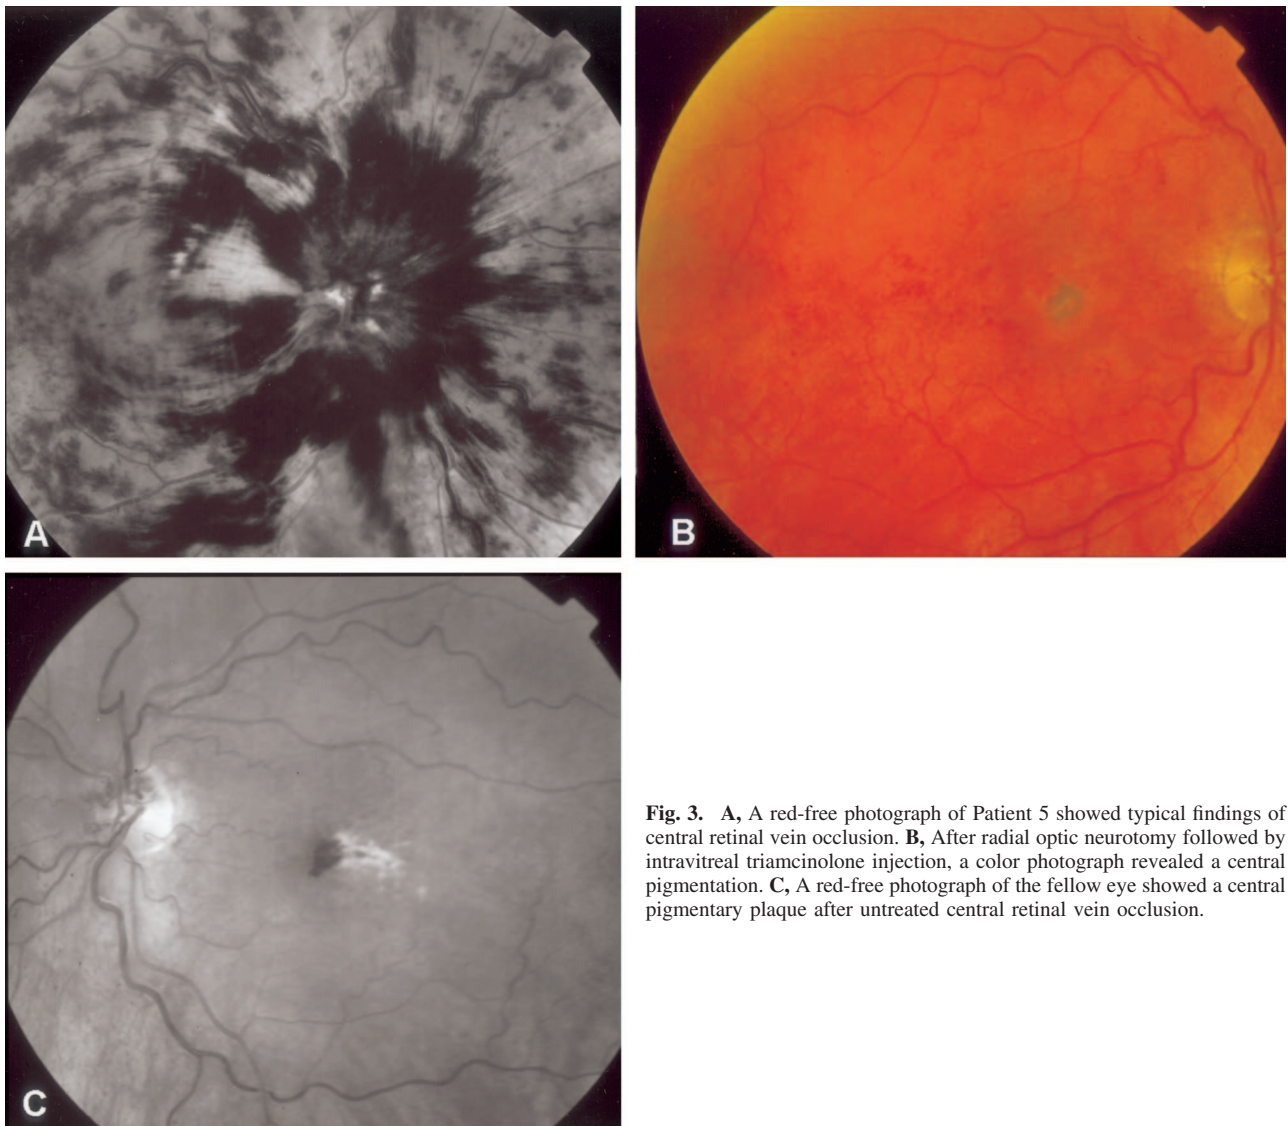 A
B
C
Fig. 3. A, A red-free photograph of Patient 5 showed typical findings of
central retinal vein occlusion. B, After radial optic neurotomy followed by
intravitreal triamcinolone injection, a color photograph revealed a central
pigmentation. C, A red-free photograph of the fellow eye showed a central
pigmentary plaque after untreated central retinal vein occlusion.